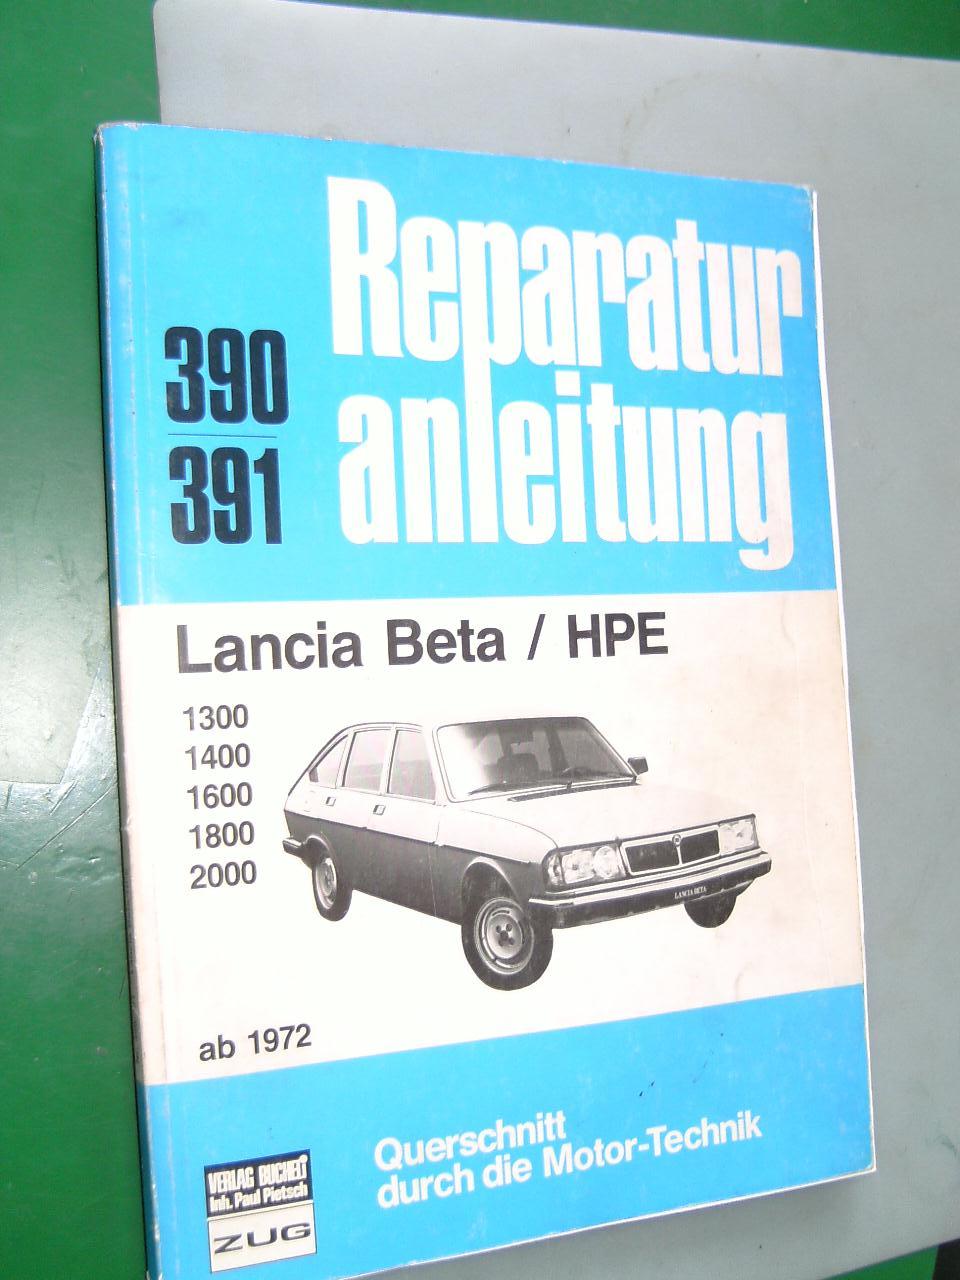 Reparatur
anleitung
390
391
Lancia Beta / HPE
1300
1400
1600
1800
2000
LANCIA BETA
ab 1972
Querschnitt
durch die Motor-Technik
VERLAG BUCHELI
Inh. Paul Pietsch
ZUG